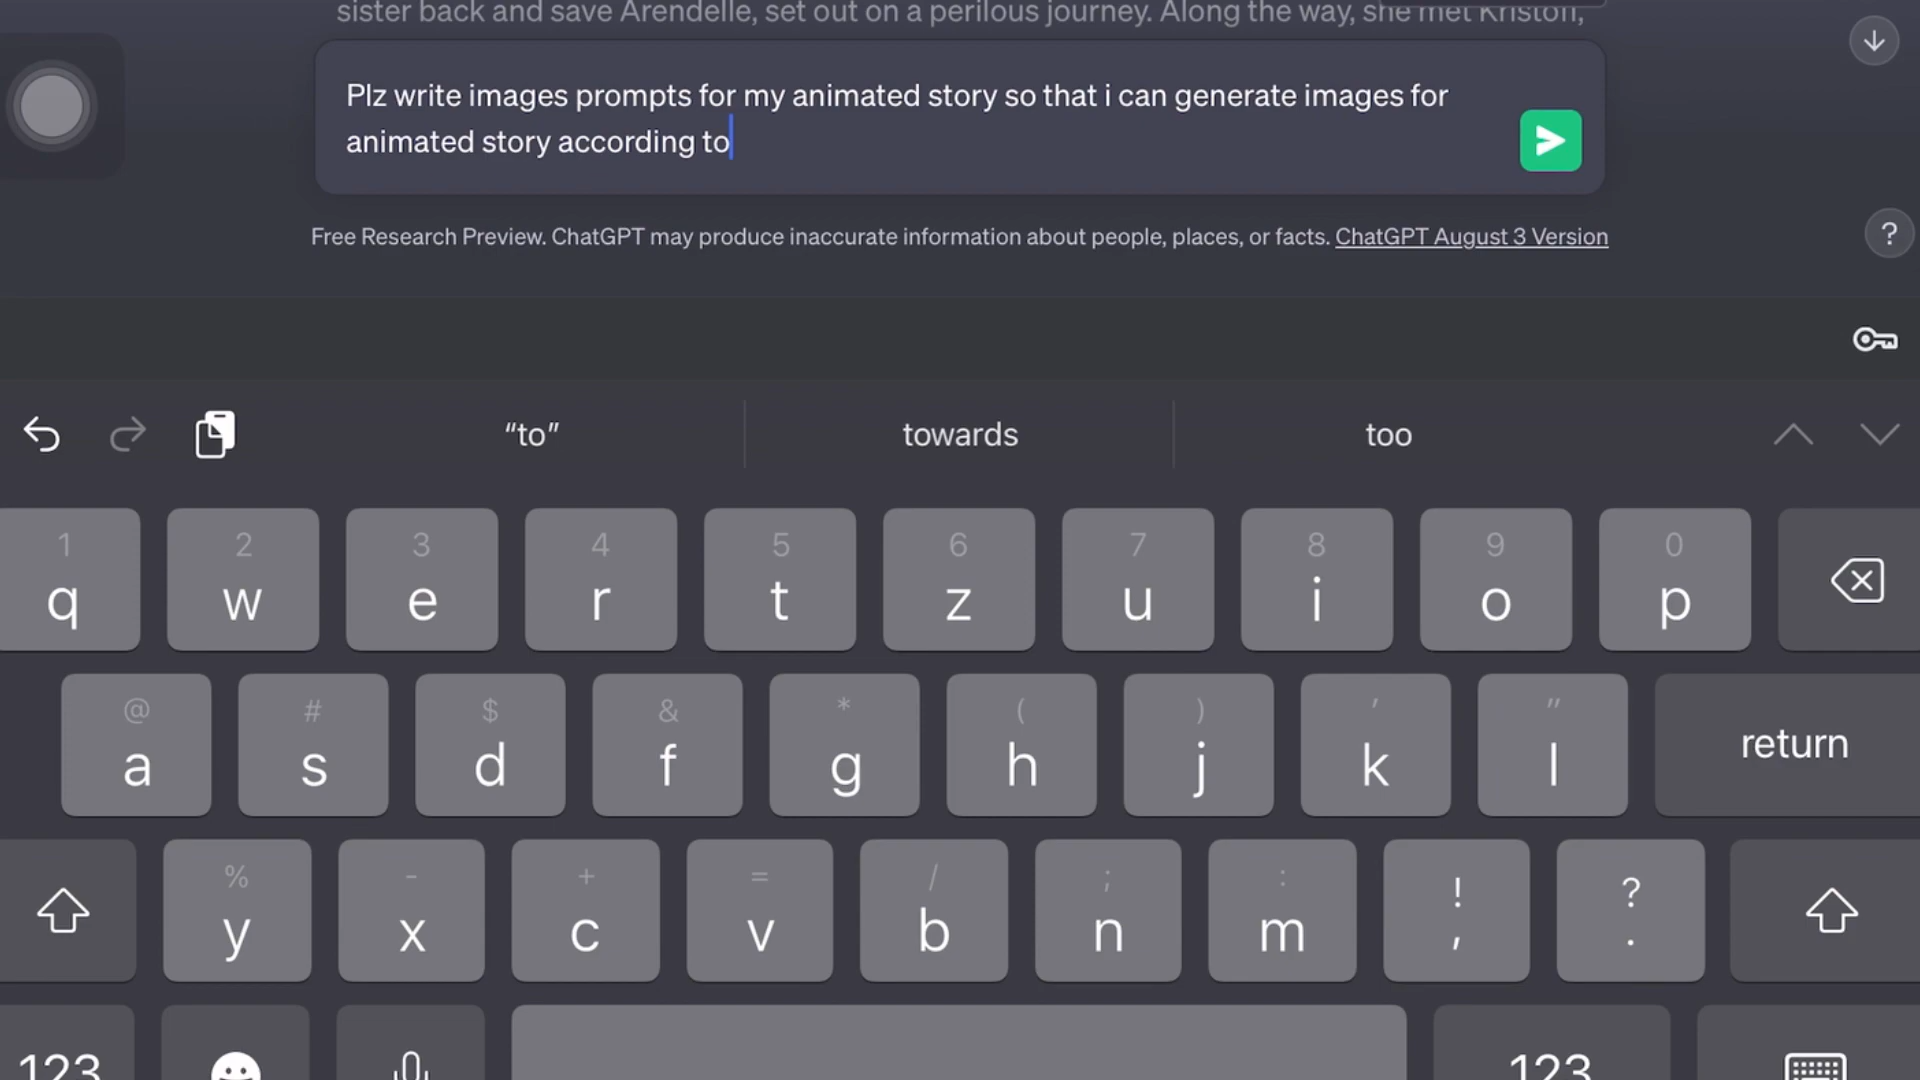 sister back and save Arendelle, set out on a perilous journey. Along the way, she met Kristoff,
Plz write images prompts for my animated story so that i can generate images for
animated story according to
Free Research Preview. ChatGPT may produce inaccurate information about people, places, or facts. ChatGPT August 3 Version
?
“to” towards too
1 2 3 4 5 6 7 8 9 0
q w e r t z u i o p
@ # $ & * ( ) ' "
a s d f g h j k l return
% - + = / ; : ! ?
y x c v b n m , .
123 123